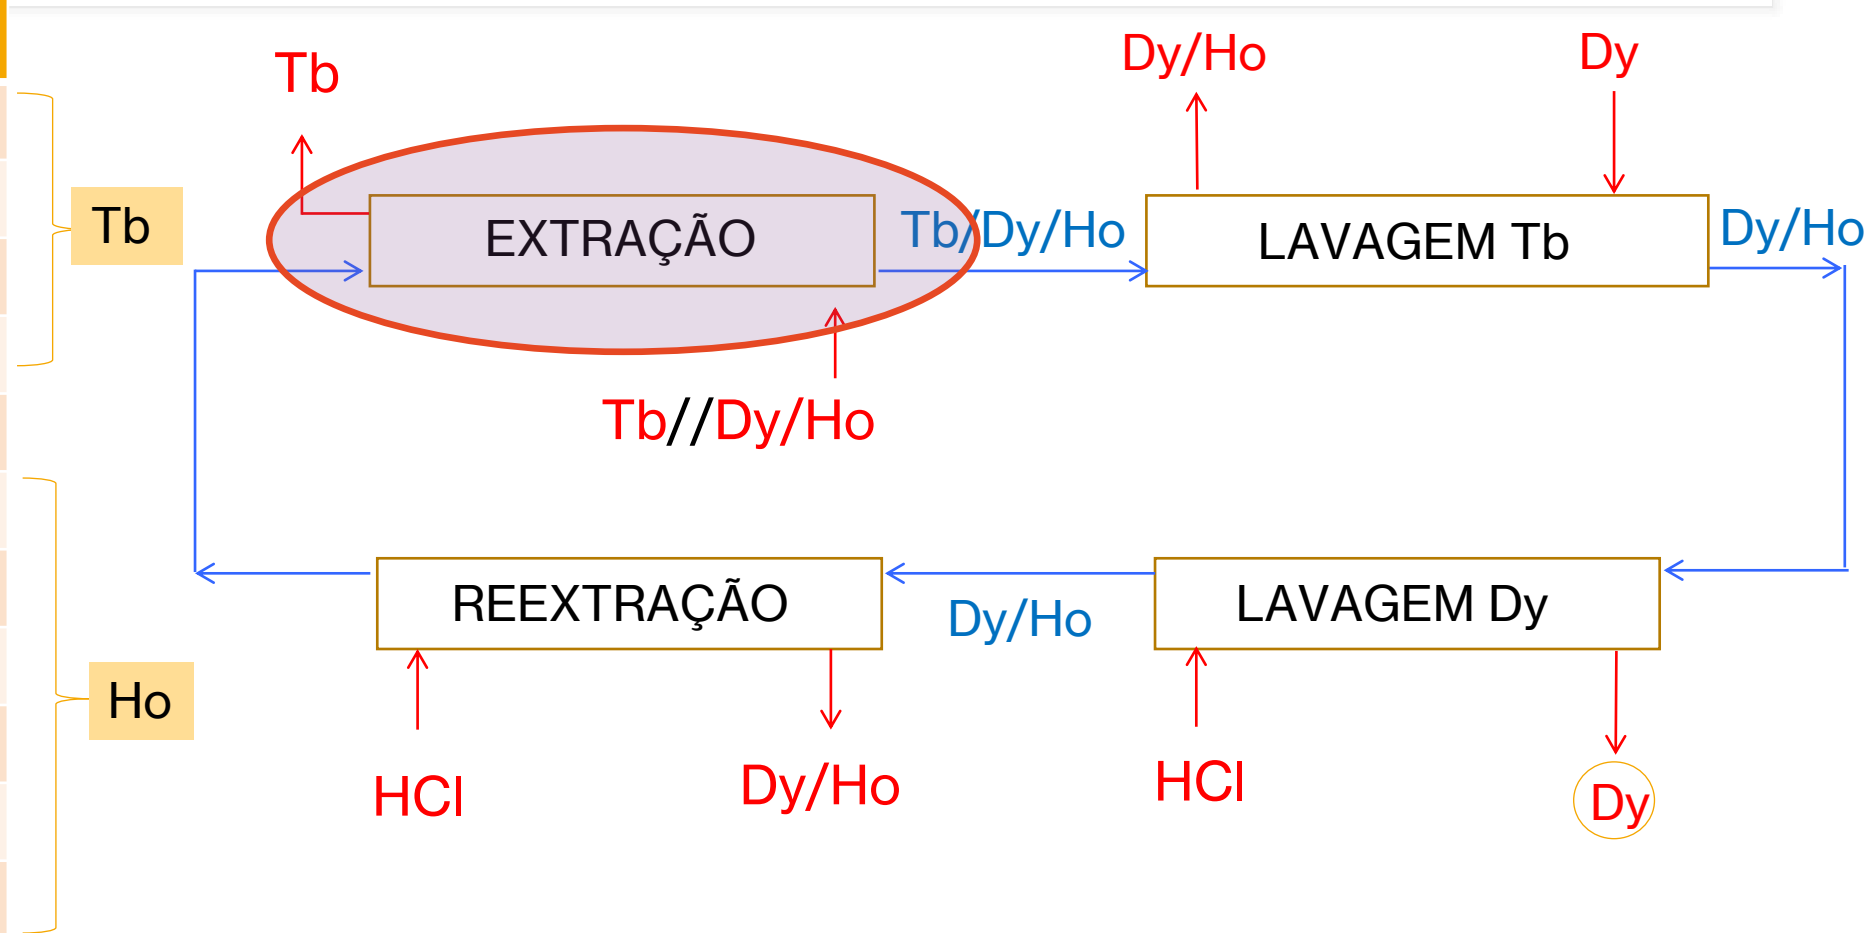 Tb
Dy/Ho
Dy
Tb
EXTRAÇÃO
Tb/Dy/Ho
LAVAGEM Tb
Dy/Ho
Tb//Dy/Ho
REEXTRAÇÃO
Dy/Ho
LAVAGEM Dy
Ho
HCl
Dy/Ho
HCl
Dy